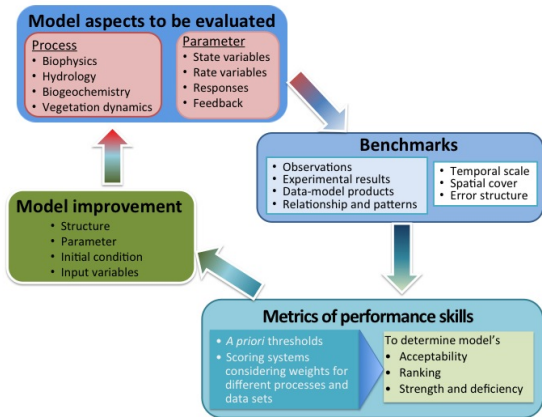 Model aspects to be evaluated
Process
• Biophysics
• Hydrology
• Biogeochemistry
• Vegetation dynamics
Parameter
• State variables
• Rate variables
• Responses
• Feedback
Benchmarks
• Observations
• Experimental results
• Data-model products
• Relationship and patterns
• Temporal scale
• Spatial cover
• Error structure
Metrics of performance skills
• A priori thresholds
• Scoring systems
considering weights for
different processes and
data sets
To determine model's
• Acceptability
• Ranking
• Strength and deficiency
Model improvement
• Structure
• Parameter
• Initial condition
• Input variables